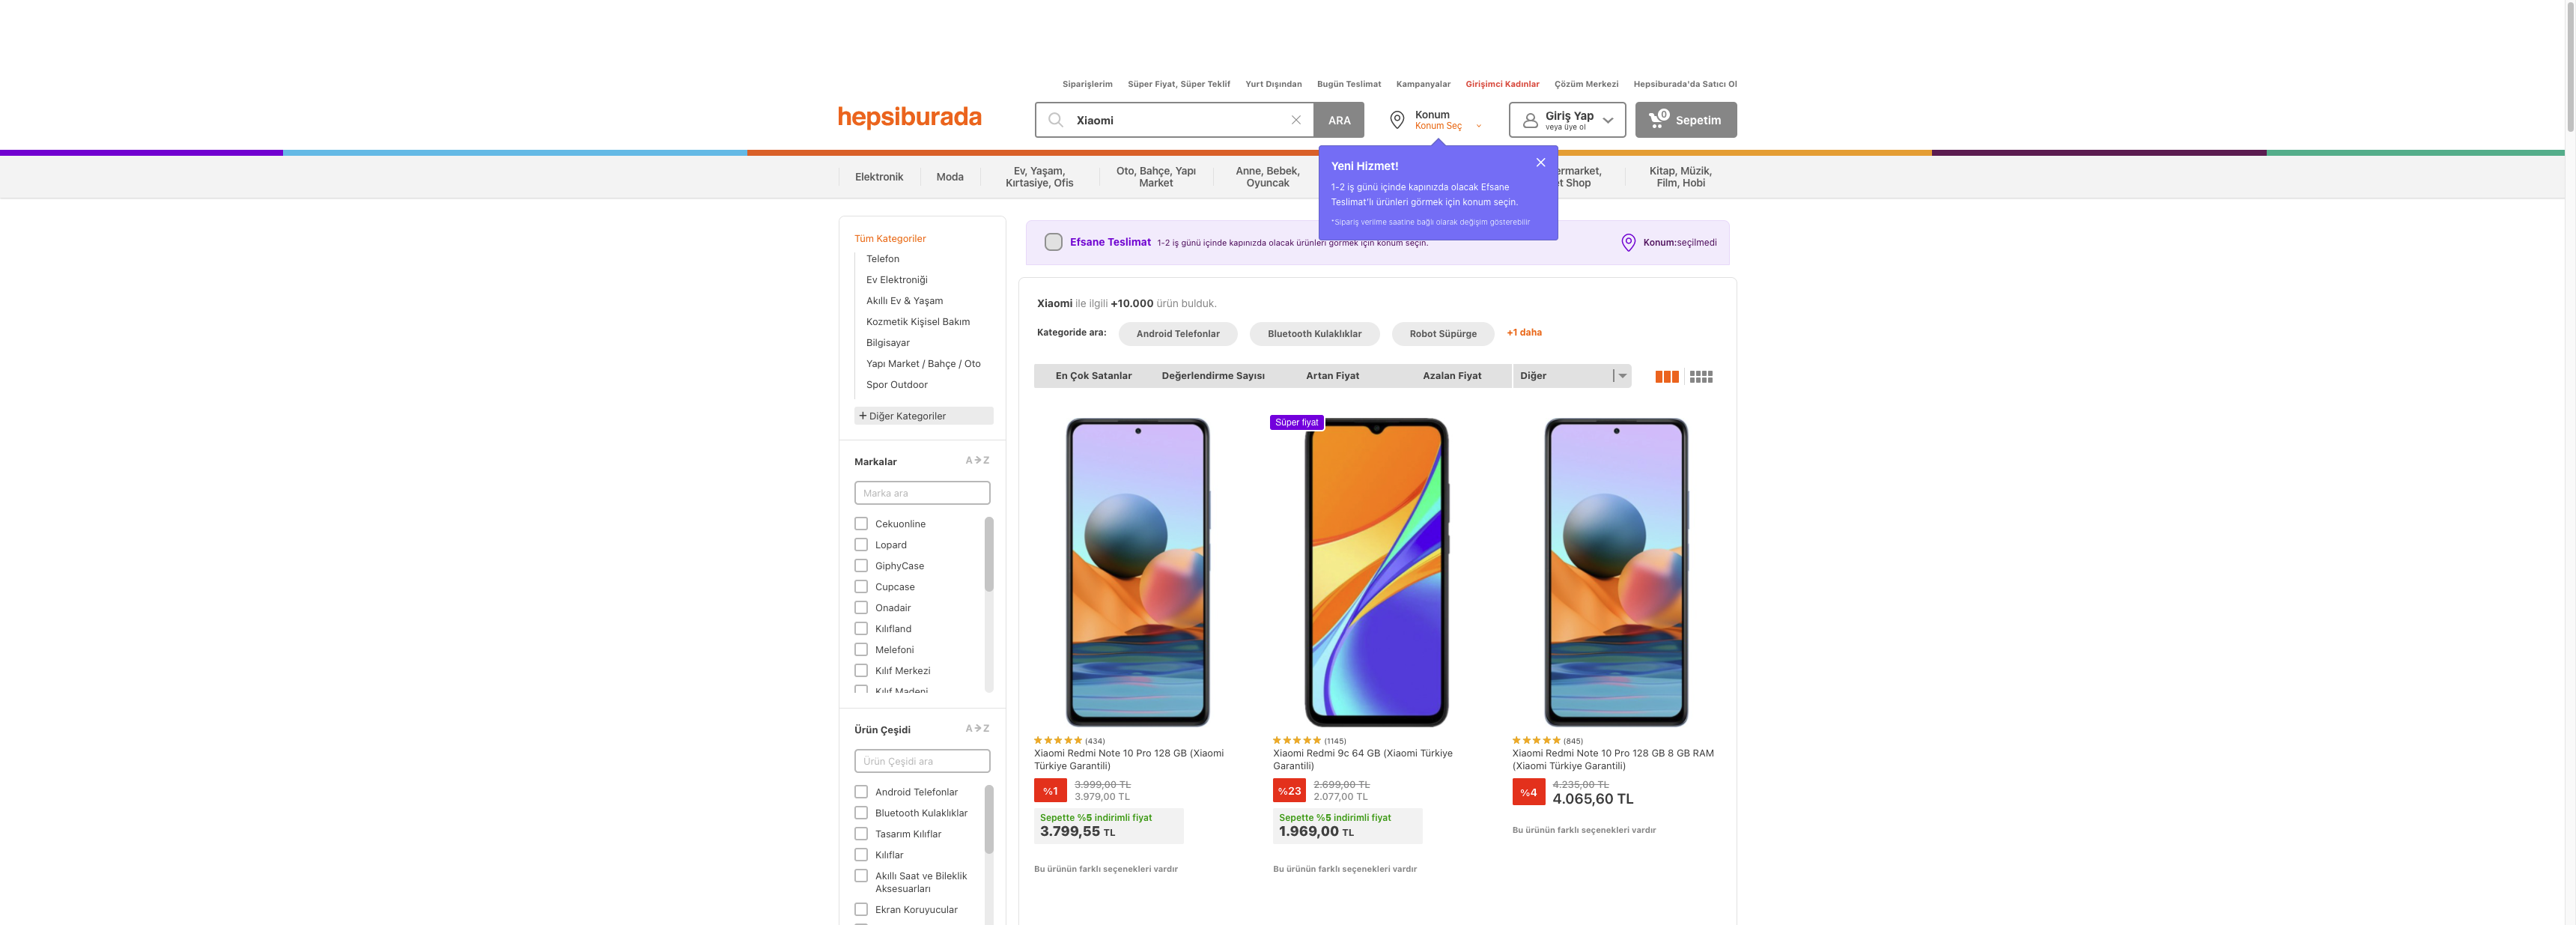 Siparişlerim Süper Fiyat, Süper Teklif Yurt Dışından Bugün Teslimat Kampanyalar Girişimci Kadınlar Çözüm Merkezi Hepsiburada'da Satıcı Ol
hepsiburada
Xiaomi
ARA
Konum
Konum Seç
Giriş Yap
veya üye ol
0
Sepetim
Elektronik
Moda
Ev, Yaşam,
Kırtasiye, Ofis
Oto, Bahçe, Yapı
Market
Anne, Bebek,
Oyuncak
Kitap, Müzik,
Film, Hobi
Yeni Hizmet!
1-2 iş günü içinde kapınızda olacak Efsane
Teslimat'lı ürünleri görmek için konum seçin.
*Sipariş verilme saatine bağlı olarak değişim gösterebilir
Tüm Kategoriler
Telefon
Ev Elektroniği
Akıllı Ev & Yaşam
Kozmetik Kişisel Bakım
Bilgisayar
Yapı Market / Bahçe / Oto
Spor Outdoor
+ Diğer Kategoriler
Markalar
A→Z
Marka ara
Cekuonline
Lopard
GiphyCase
Cupcase
Onadair
Kılıfland
Melefoni
Kılıf Merkezi
Kılıf Madeni
Ürün Çeşidi
A→Z
Ürün Çeşidi ara
Android Telefonlar
Bluetooth Kulaklıklar
Tasarım Kılıflar
Kılıflar
Akıllı Saat ve Bileklik
Aksesuarları
Ekran Koruyucular
Efsane Teslimat 1-2 iş günü içinde kapınızda olacak ürünleri görmek için konum seçin.
Konum:seçilmedi
Xiaomi ile ilgili +10.000 ürün bulduk.
Kategoride ara: Android Telefonlar Bluetooth Kulaklıklar Robot Süpürge +1 daha
En Çok Satanlar Değerlendirme Sayısı Artan Fiyat Azalan Fiyat Diğer
(434)
Xiaomi Redmi Note 10 Pro 128 GB (Xiaomi
Türkiye Garantili)
%1
3.999,00 TL
3.979,00 TL
Sepette %5 indirimli fiyat
3.799,55 TL
Bu ürünün farklı seçenekleri vardır
Süper fiyat
(1145)
Xiaomi Redmi 9c 64 GB (Xiaomi Türkiye
Garantili)
%23
2.699,00 TL
2.077,00 TL
Sepette %5 indirimli fiyat
1.969,00 TL
Bu ürünün farklı seçenekleri vardır
(845)
Xiaomi Redmi Note 10 Pro 128 GB 8 GB RAM
(Xiaomi Türkiye Garantili)
%4
4.235,00 TL
4.065,60 TL
Bu ürünün farklı seçenekleri vardır